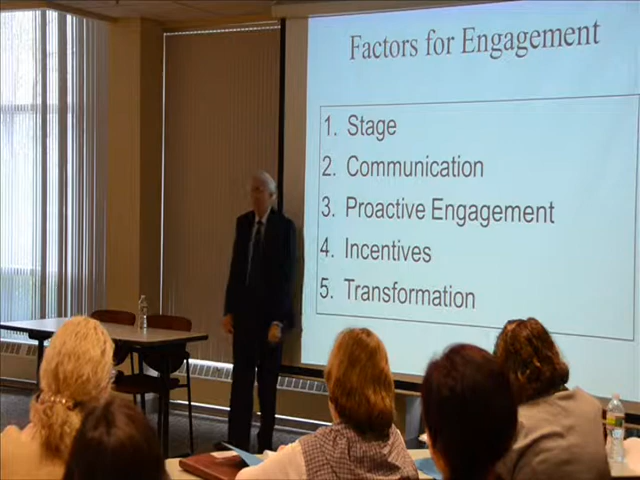 Factors for Engagement
1. Stage
2. Communication
3. Proactive Engagement
4. Incentives
5. Transformation